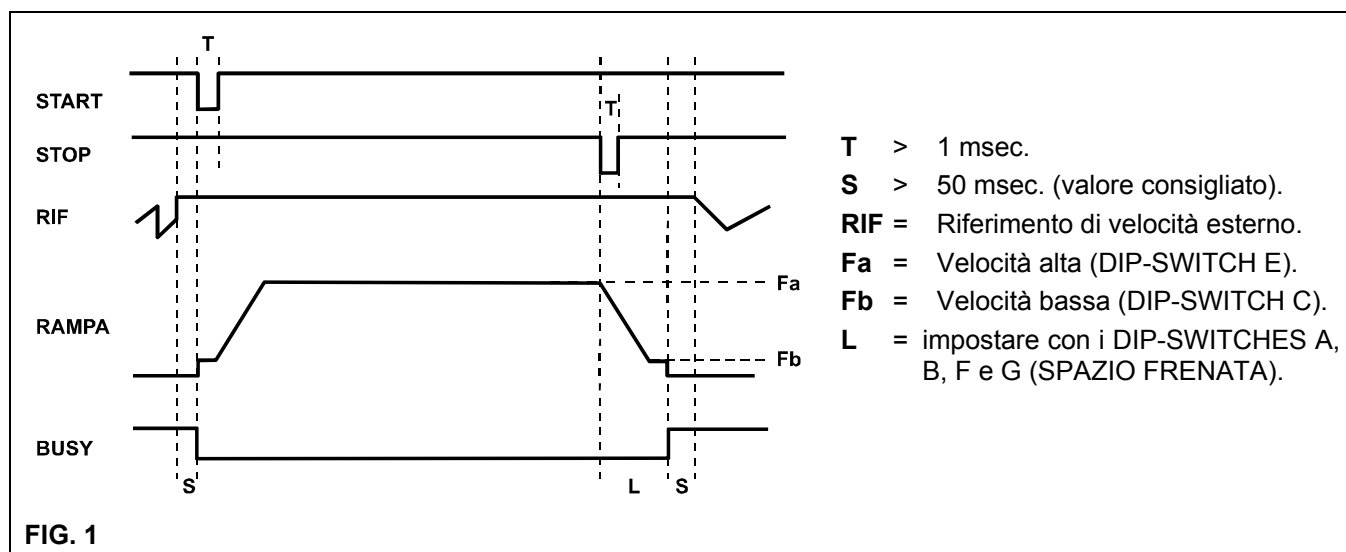 T
START
T
STOP
RIF
Fa
RAMPA
Fb
BUSY
S
L
S
FIG. 1
T > 1 msec.
S > 50 msec. (valore consigliato).
RIF = Riferimento di velocità esterno.
Fa = Velocità alta (DIP-SWITCH E).
Fb = Velocità bassa (DIP-SWITCH C).
L = impostare con i DIP-SWITCHES A,
B, F e G (SPAZIO FRENATA).